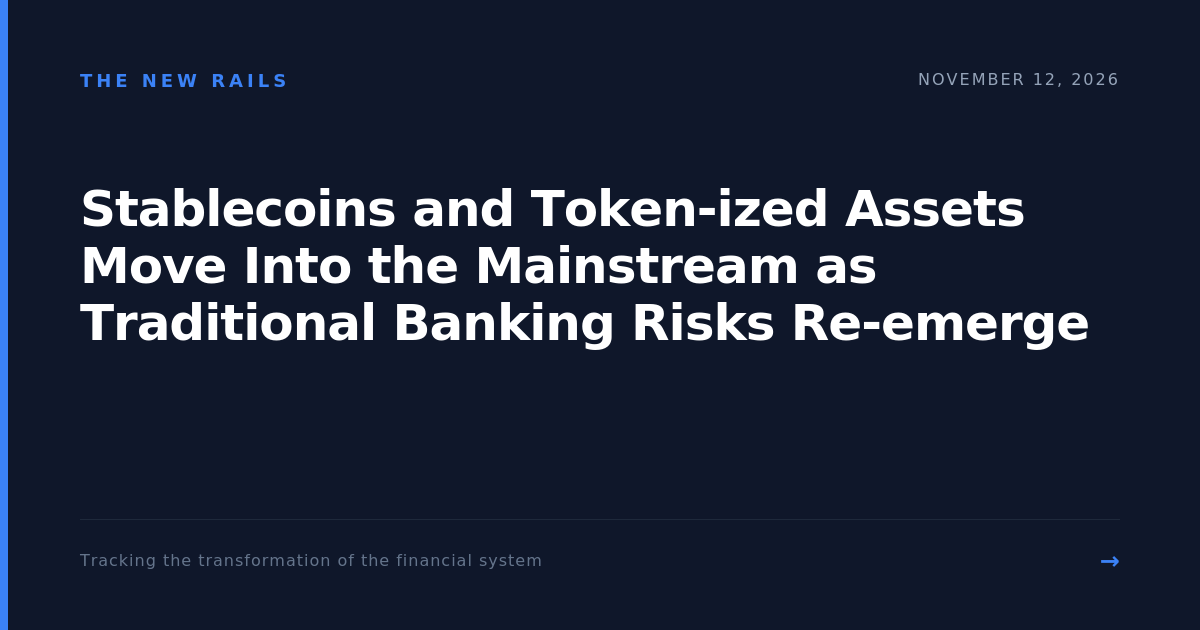 THE NEW RAILS
NOVEMBER 12, 2026
Stablecoins and Token-ized Assets
Move Into the Mainstream as
Traditional Banking Risks Re-emerge
Tracking the transformation of the financial system
→